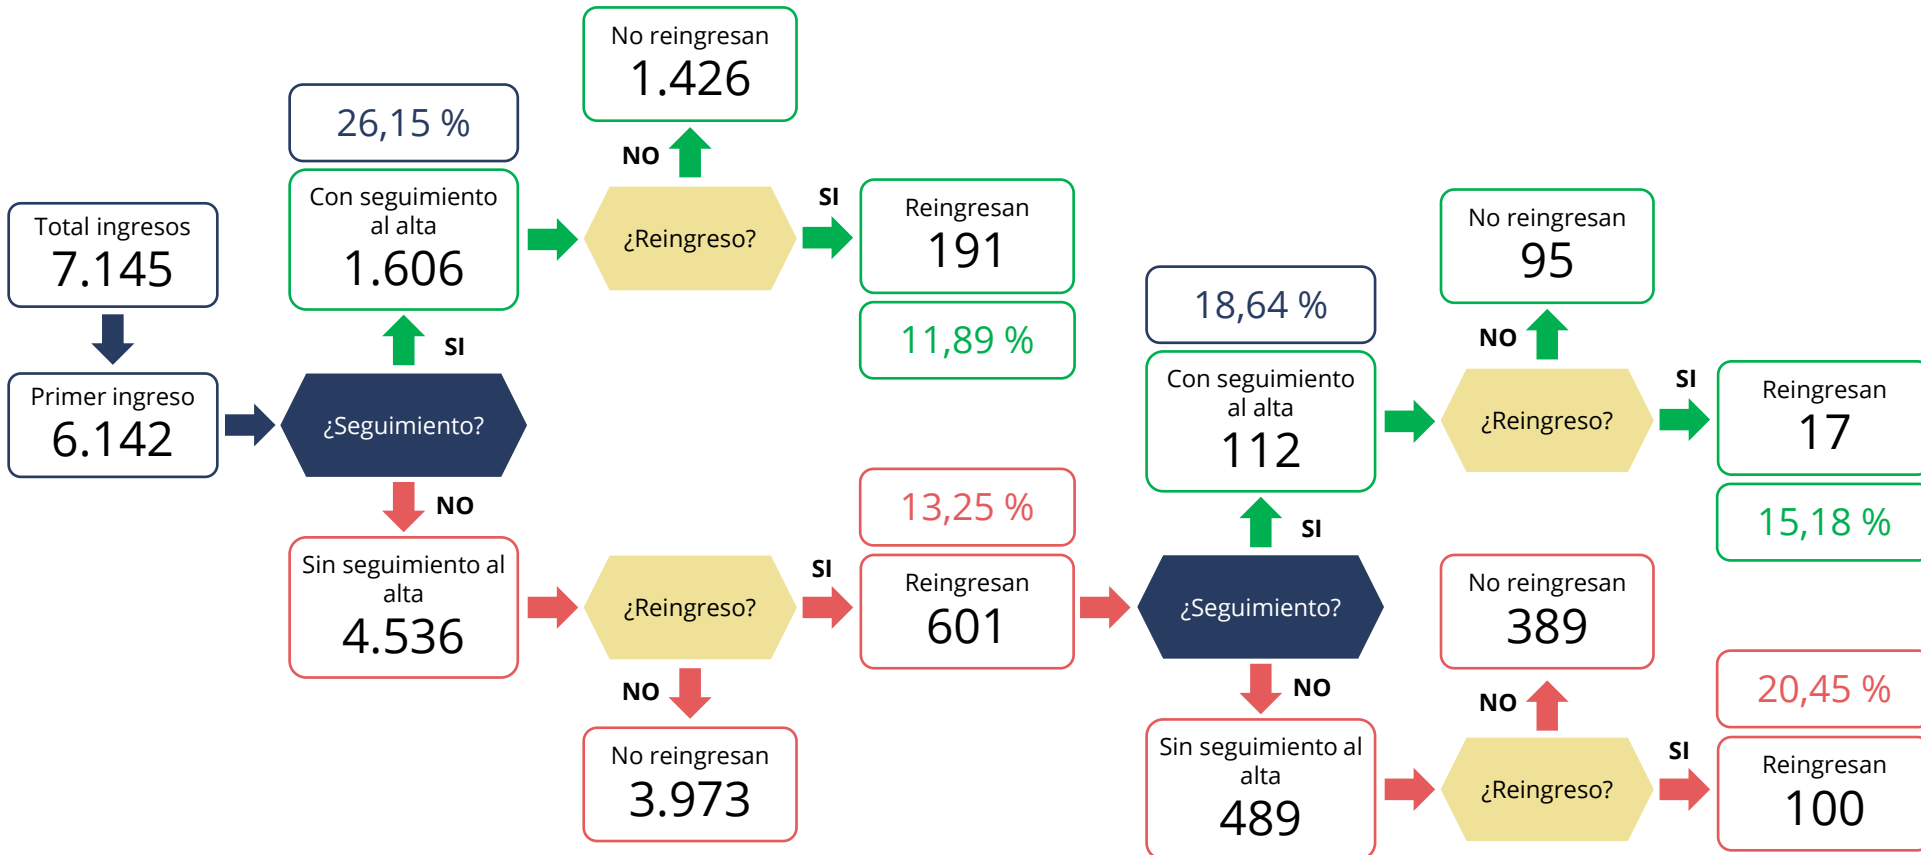 Total ingresos
7.145
Primer ingreso
6.142
¿Seguimiento?
SI
26,15 %
Con seguimiento
al alta
1.606
¿Reingreso?
NO
No reingresan
1.426
SI
Reingresan
191
11,89 %
NO
Sin seguimiento al
alta
4.536
¿Reingreso?
NO
No reingresan
3.973
SI
13,25 %
Reingresan
601
¿Seguimiento?
SI
18,64 %
Con seguimiento
al alta
112
¿Reingreso?
NO
No reingresan
95
SI
Reingresan
17
15,18 %
NO
Sin seguimiento al
alta
489
¿Reingreso?
NO
No reingresan
389
SI
20,45 %
Reingresan
100